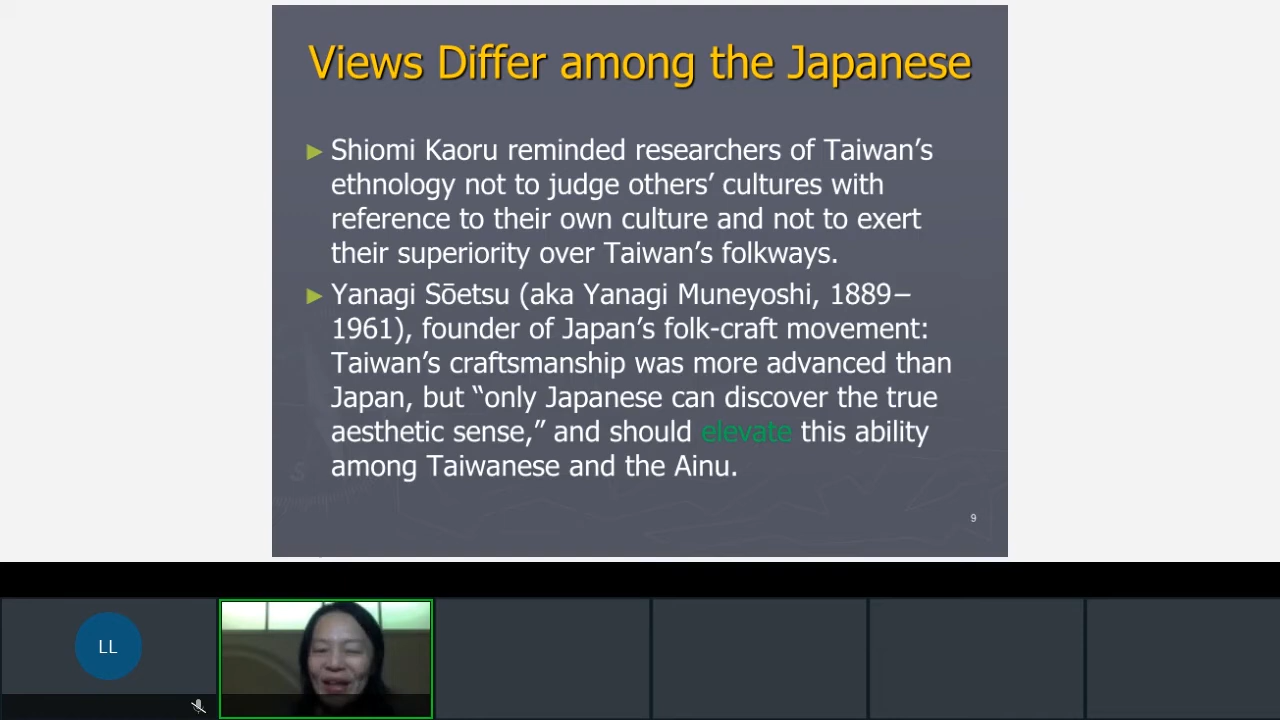 Views Differ among the Japanese
► Shiomi Kaoru reminded researchers of Taiwan’s
ethnology not to judge others’ cultures with
reference to their own culture and not to exert
their superiority over Taiwan’s folkways.
► Yanagi Sōetsu (aka Yanagi Muneyoshi, 1889–
1961), founder of Japan’s folk-craft movement:
Taiwan’s craftsmanship was more advanced than
Japan, but “only Japanese can discover the true
aesthetic sense,” and should elevate this ability
among Taiwanese and the Ainu.
9
LL